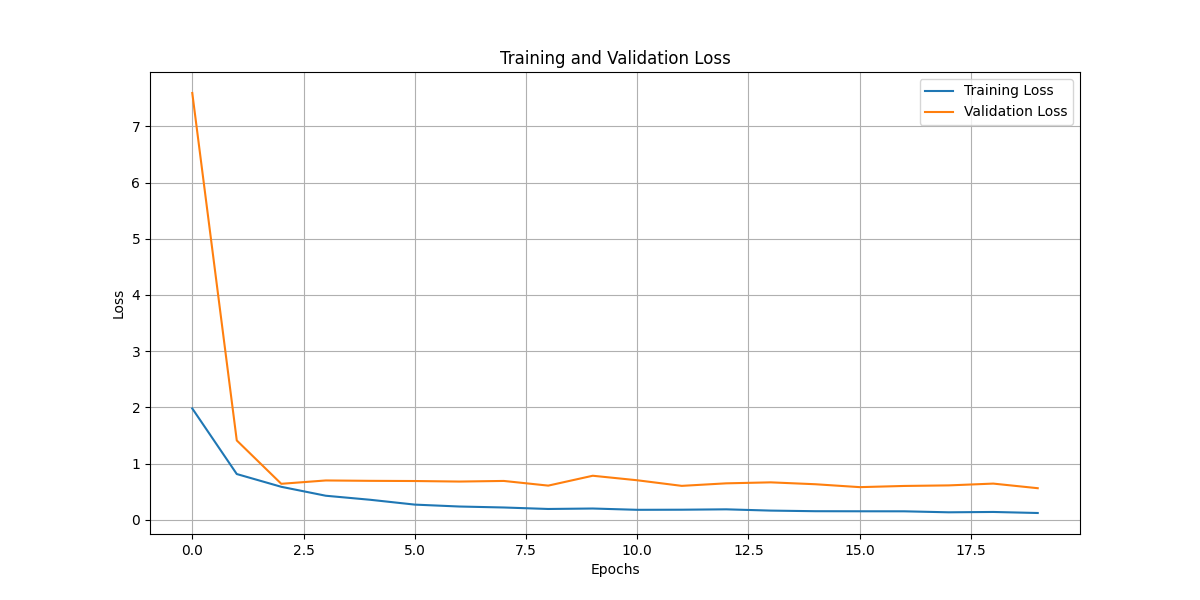 Training and Validation Loss
Training Loss
Validation Loss
7
6
5
4
3
2
1
0
Loss
0.0 2.5 5.0 7.5 10.0 12.5 15.0 17.5
Epochs